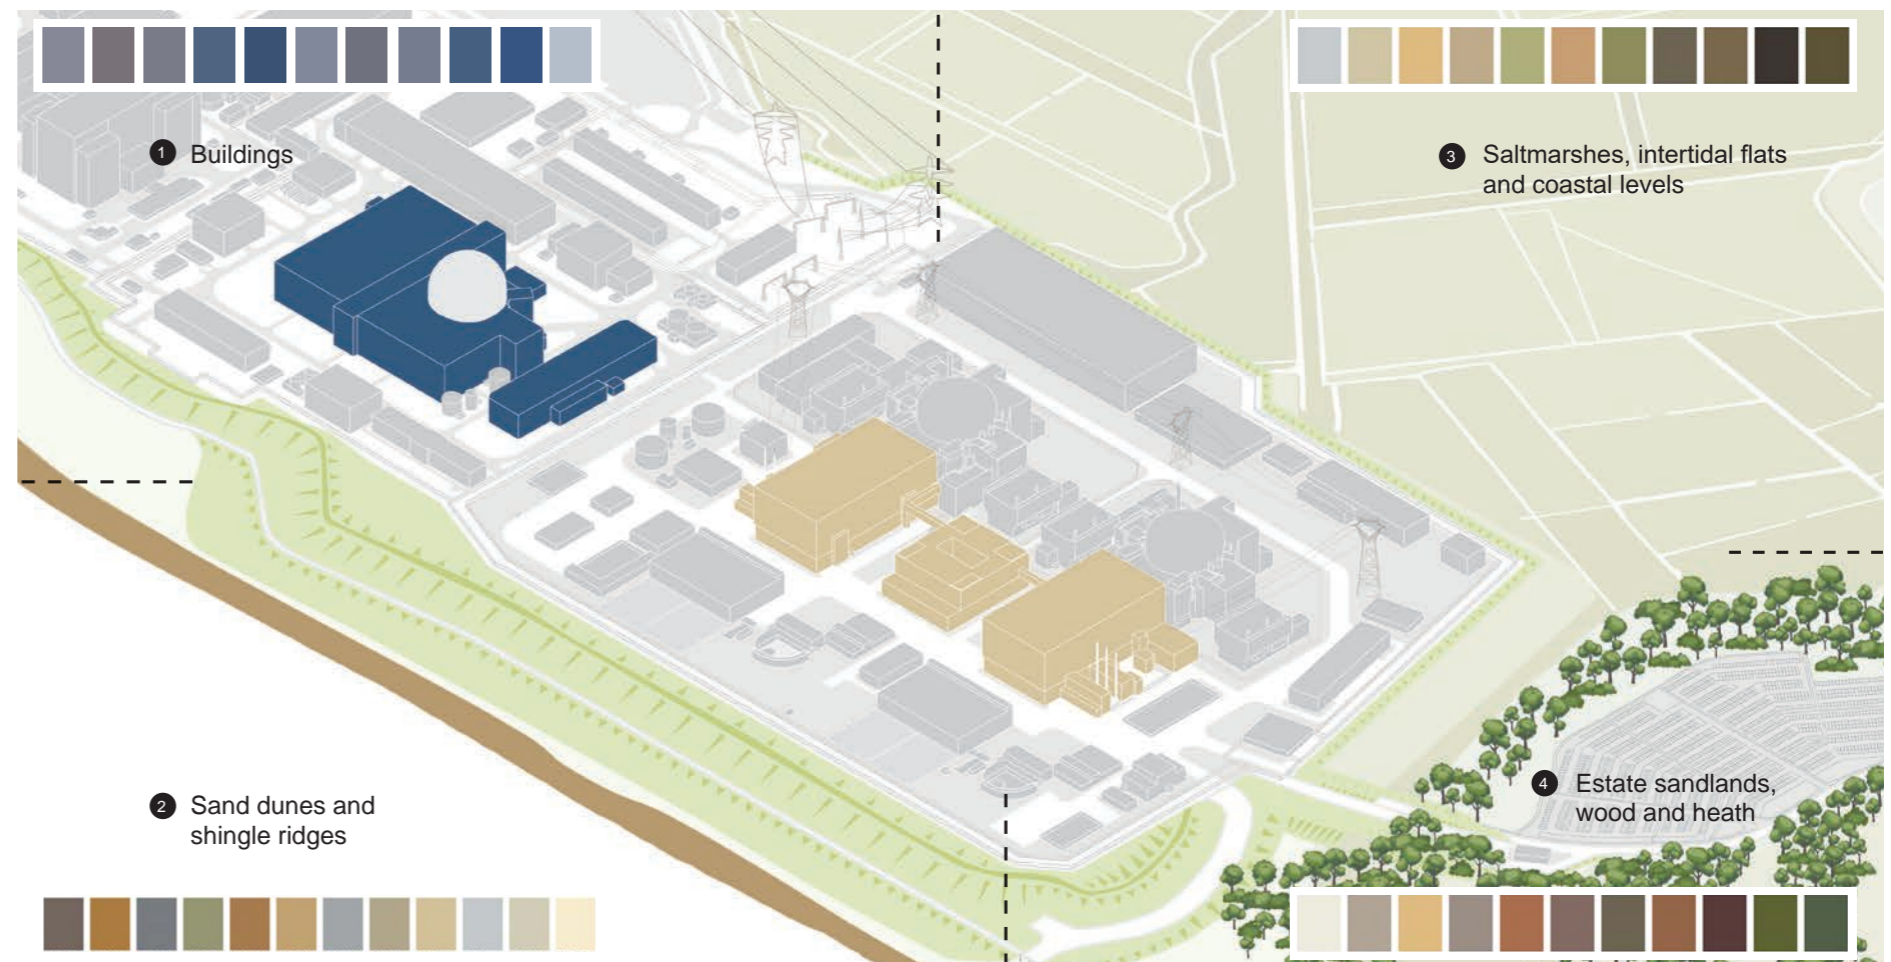 1 Buildings
3 Saltmarshes, intertidal flats
and coastal levels
2 Sand dunes and
shingle ridges
4 Estate sandlands,
wood and heath